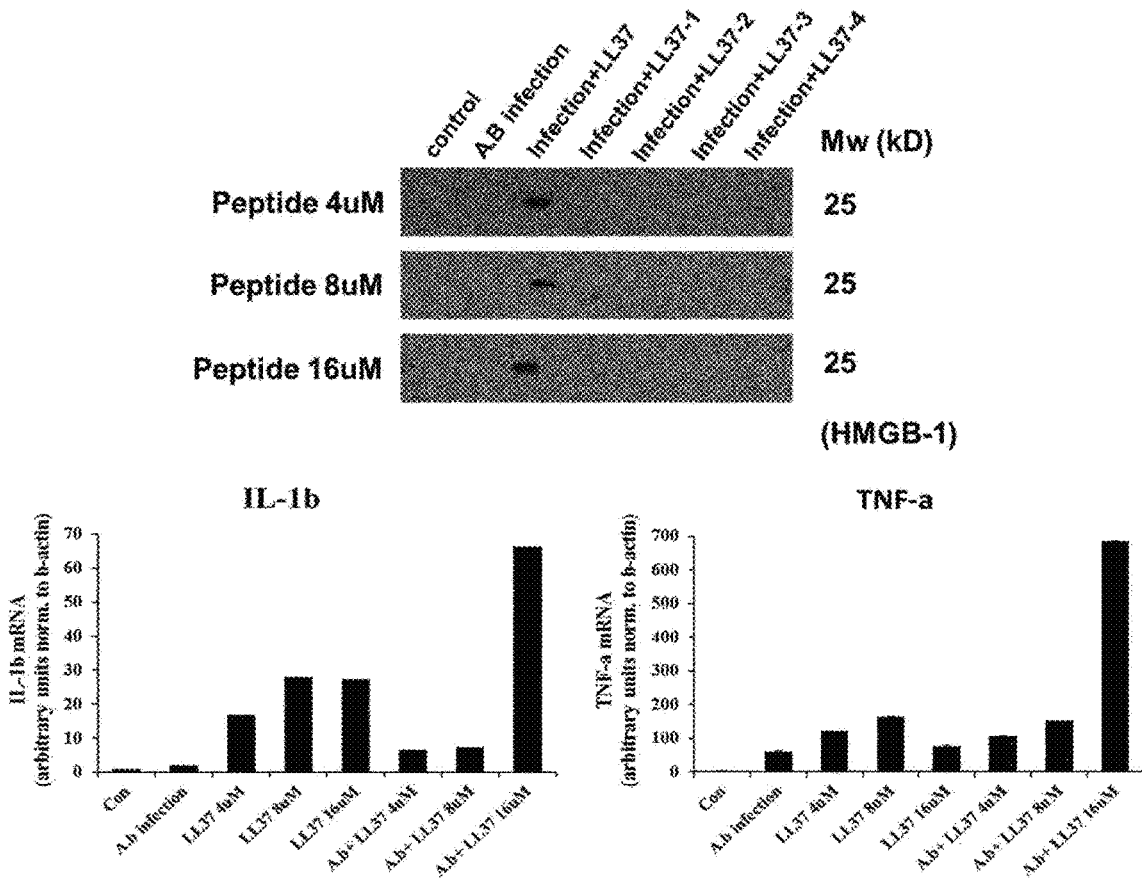 control
A.B infection
Infection+LL37
Infection+LL37-1
Infection+LL37-2
Infection+LL37-3
Infection+LL37-4
Mw (kD)
Peptide 4uM
25
Peptide 8uM
25
Peptide 16uM
25
(HMGB-1)
IL-1b
IL-1b mRNA
(arbitrary units norm. to b-actin)
70
60
50
40
30
20
10
0
Con
A.b infection
LL37 4uM
LL37 8uM
LL37 16uM
A.b+ LL37 4uM
A.b+ LL37 8uM
A.b+ LL37 16uM
TNF-a
TNF-a mRNA
(arbitrary units norm. to b-actin)
700
600
500
400
300
200
100
0
Con
A.b infection
LL37 4uM
LL37 8uM
LL37 16uM
A.b+ LL37 4uM
A.b+ LL37 8uM
A.b+ LL37 16uM